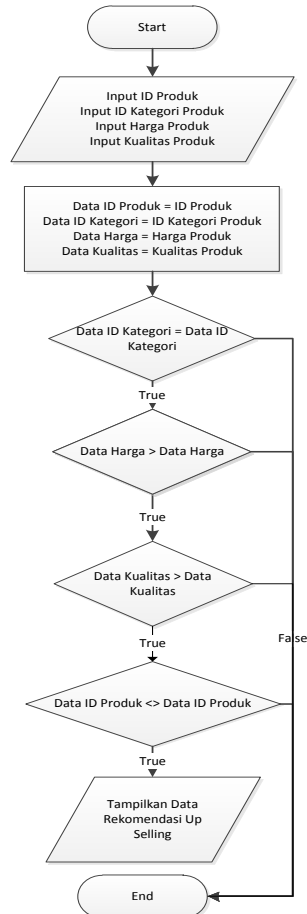 Start
Input ID Produk
Input ID Kategori Produk
Input Harga Produk
Input Kualitas Produk
Data ID Produk = ID Produk
Data ID Kategori = ID Kategori Produk
Data Harga = Harga Produk
Data Kualitas = Kualitas Produk
Data ID Kategori = Data ID
Kategori
True
Data Harga > Data Harga
True
Data Kualitas > Data
Kualitas
False
True
Data ID Produk <> Data ID Produk
True
Tampilkan Data
Rekomendasi Up
Selling
End